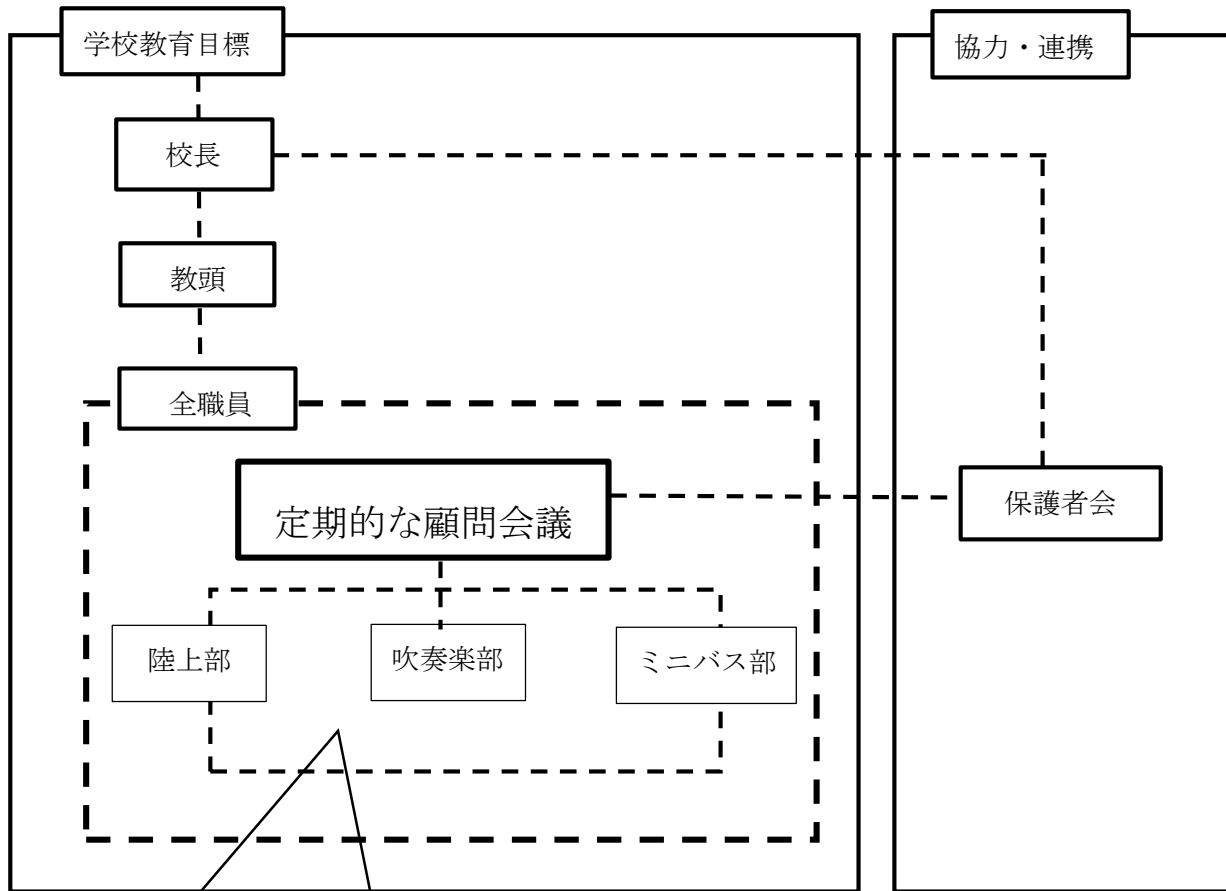 学校教育目標
協力・連携
校長
教頭
全職員
定期的な顧問会議
保護者会
陸上部
吹奏楽部
ミニバス部